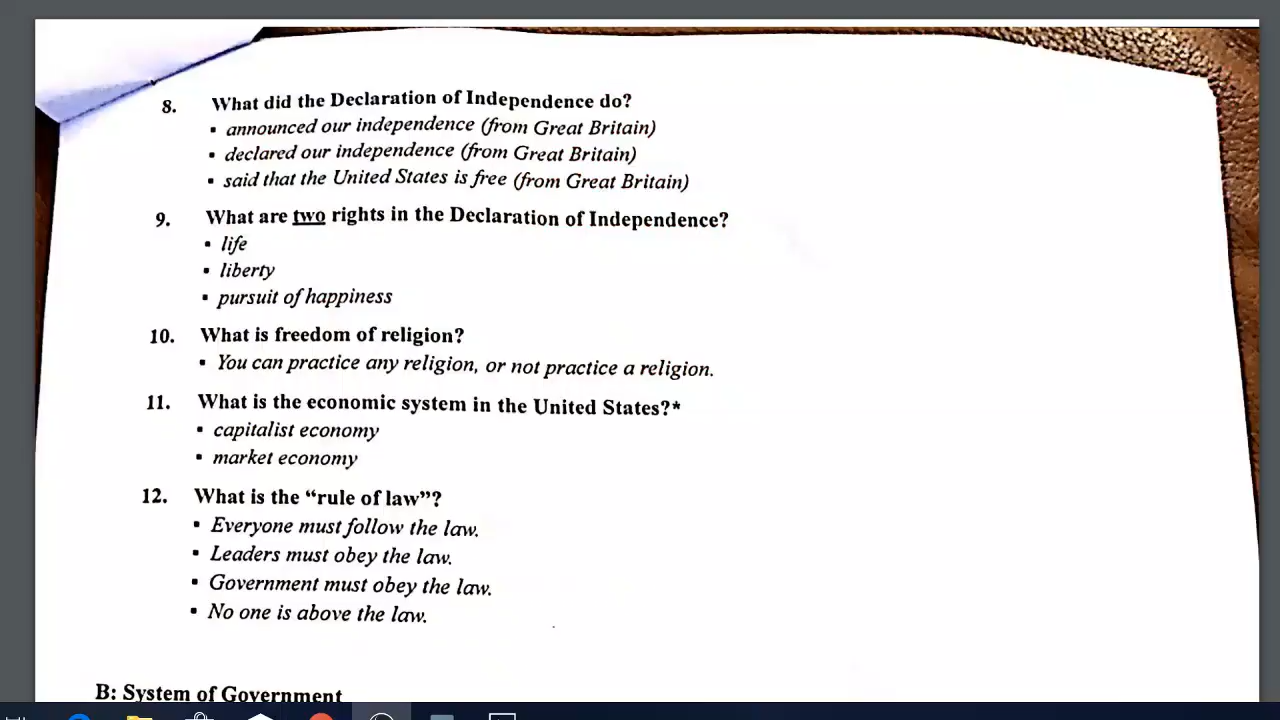 8. What did the Declaration of Independence do?
▪ announced our independence (from Great Britain)
▪ declared our independence (from Great Britain)
▪ said that the United States is free (from Great Britain)
9. What are two rights in the Declaration of Independence?
▪ life
▪ liberty
▪ pursuit of happiness
10. What is freedom of religion?
▪ You can practice any religion, or not practice a religion.
11. What is the economic system in the United States?*
▪ capitalist economy
▪ market economy
12. What is the “rule of law”?
▪ Everyone must follow the law.
▪ Leaders must obey the law.
▪ Government must obey the law.
▪ No one is above the law.
B: System of Government